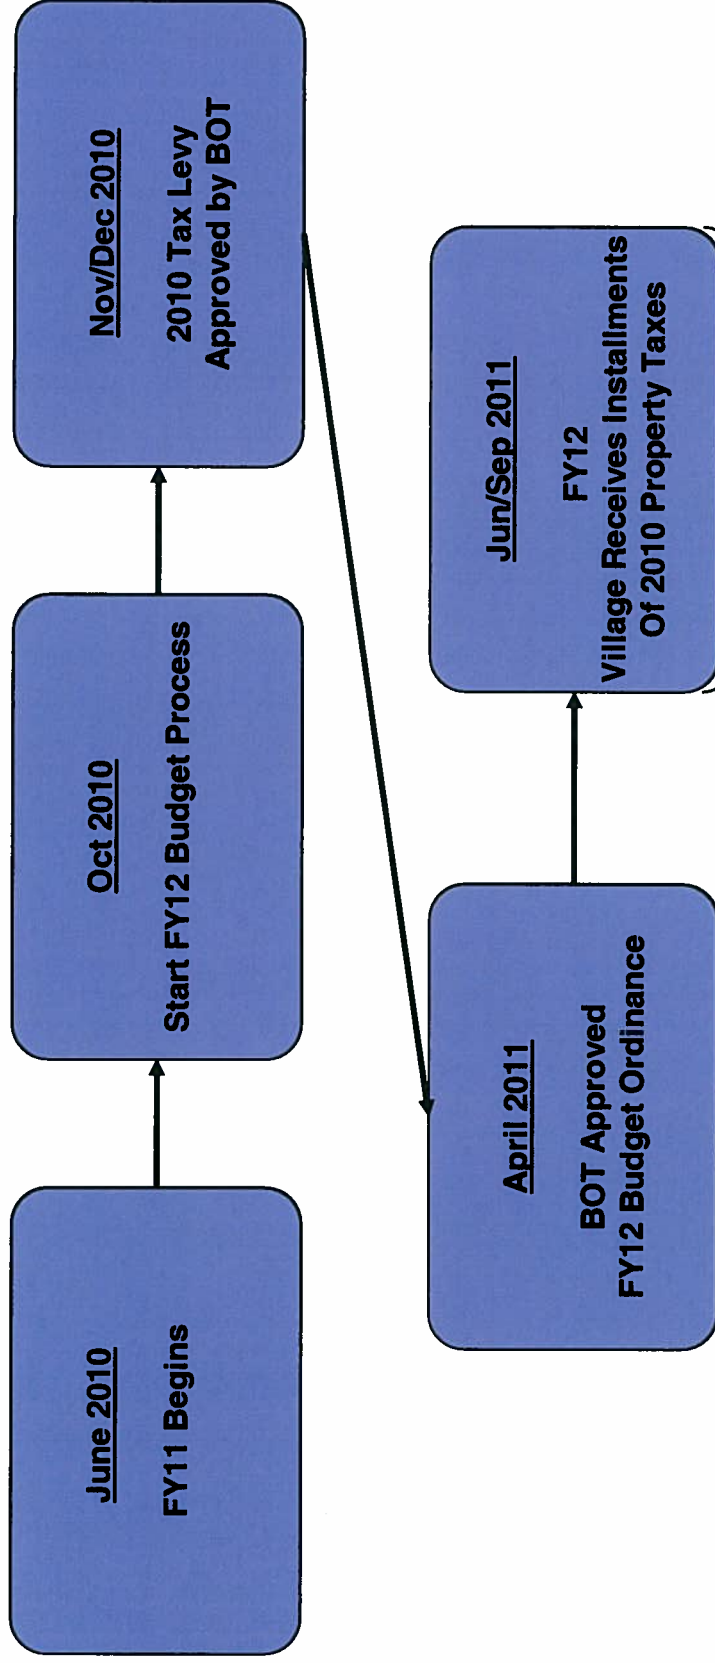 June 2010
FY11 Begins
Oct 2010
Start FY12 Budget Process
Nov/Dec 2010
2010 Tax Levy
Approved by BOT
April 2011
BOT Approved
FY12 Budget Ordinance
Jun/Sep 2011
FY12
Village Receives Installments
Of 2010 Property Taxes